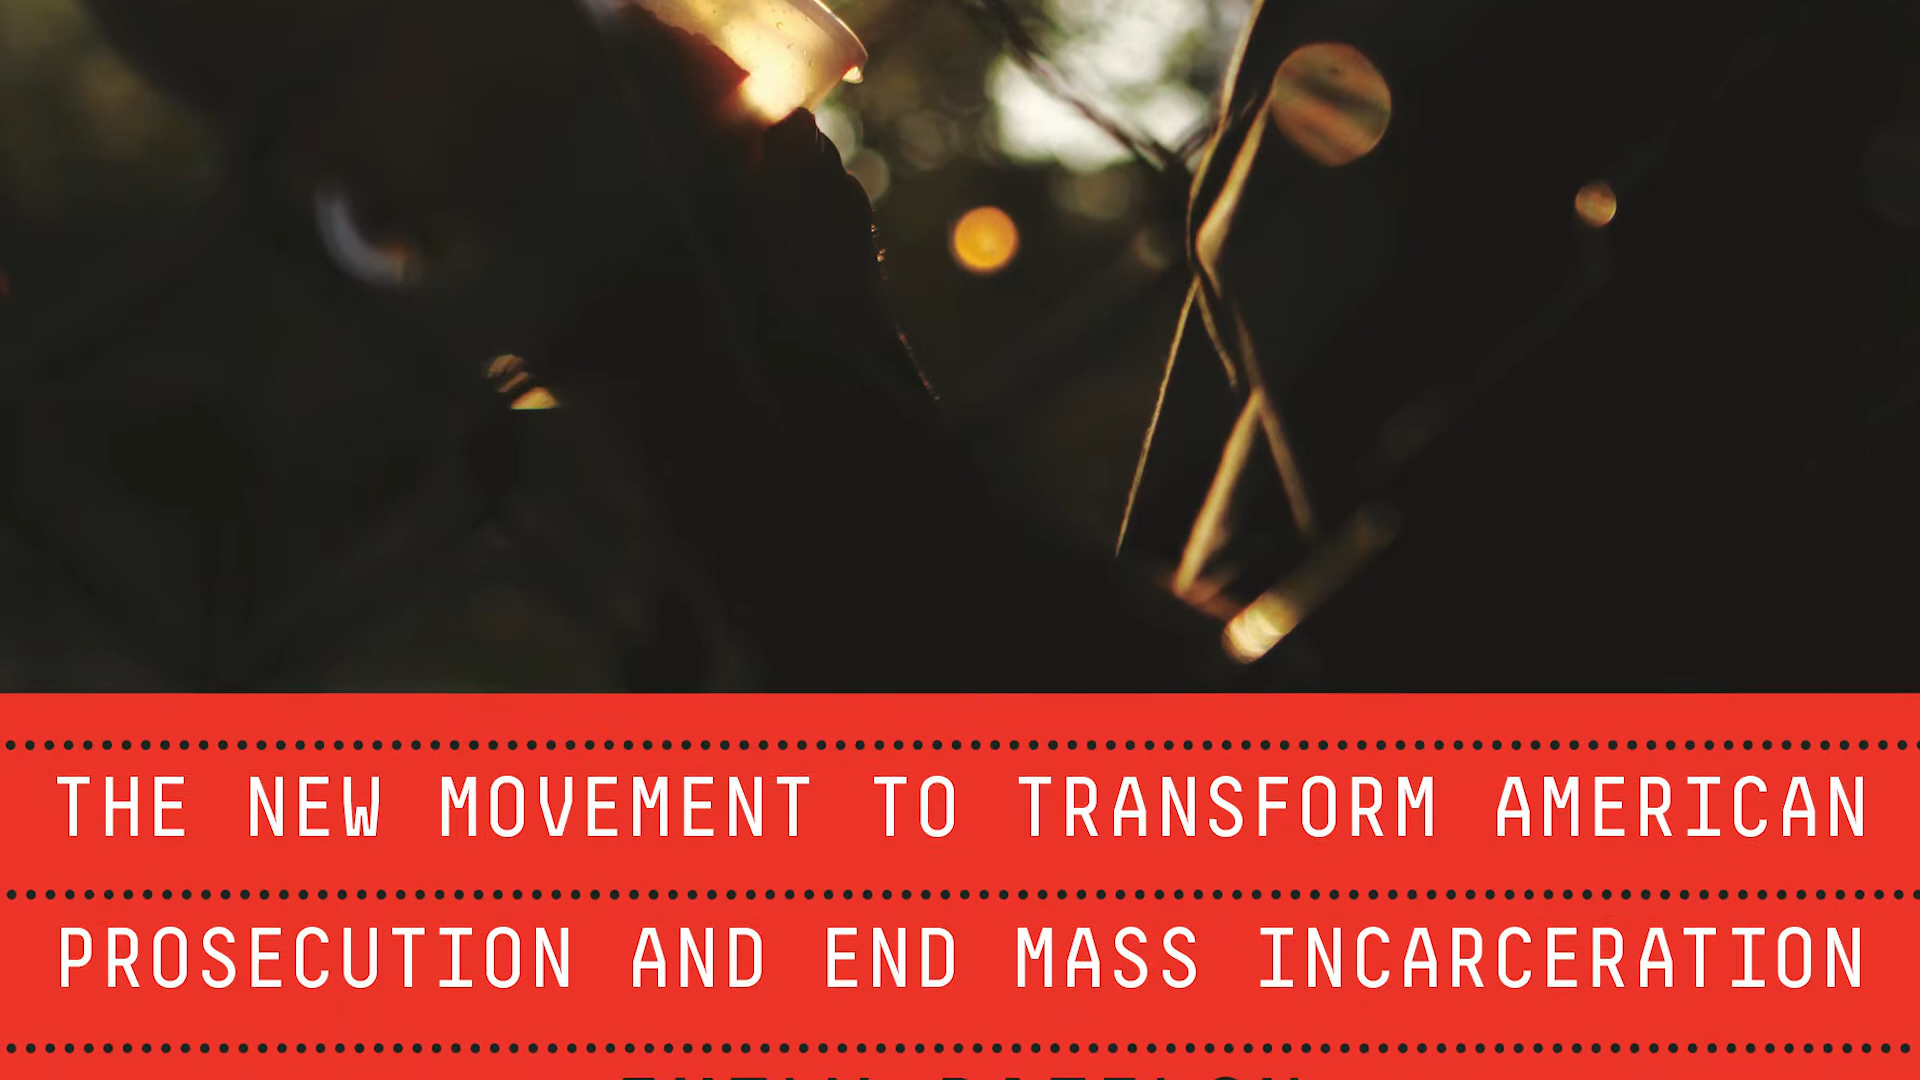 THE NEW MOVEMENT TO TRANSFORM AMERICAN
PROSECUTION AND END MASS INCARCERATION